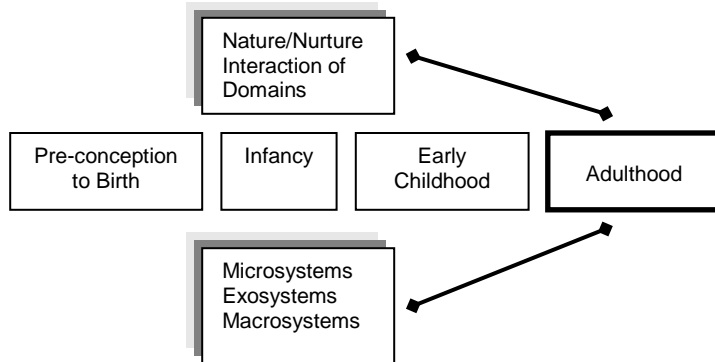 Nature/Nurture
Interaction of
Domains
Pre-conception
to Birth
Infancy
Early
Childhood
Adulthood
Microsystems
Exosystems
Macrosystems